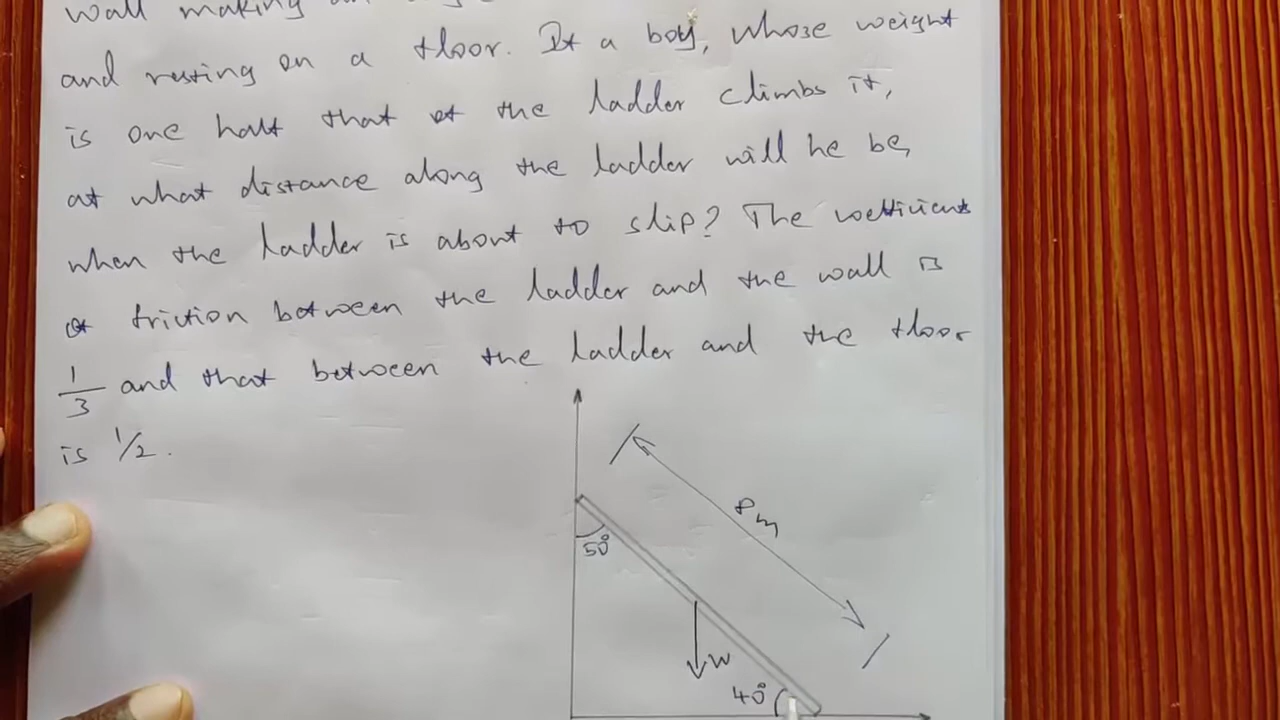 wall making an
and resting on a floor. If a boy, whose weight
is one half that of the ladder climbs it,
at what distance along the ladder will he be,
when the ladder is about to slip? The coefficient
of friction between the ladder and the wall is
1/3 and that between the ladder and the floor
is 1/2.
8m
50°
W
40°